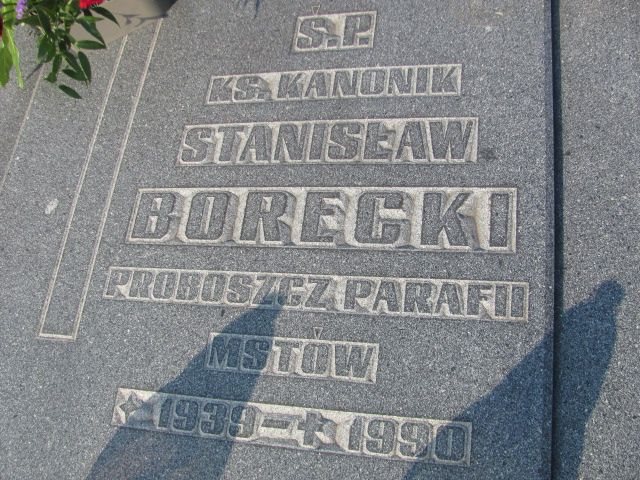 Ś.P.
KS. KANONIK
STANISŁAW
BORECKI
PROBOSZCZ PARAFII
MSTÓW
1939 – 1990